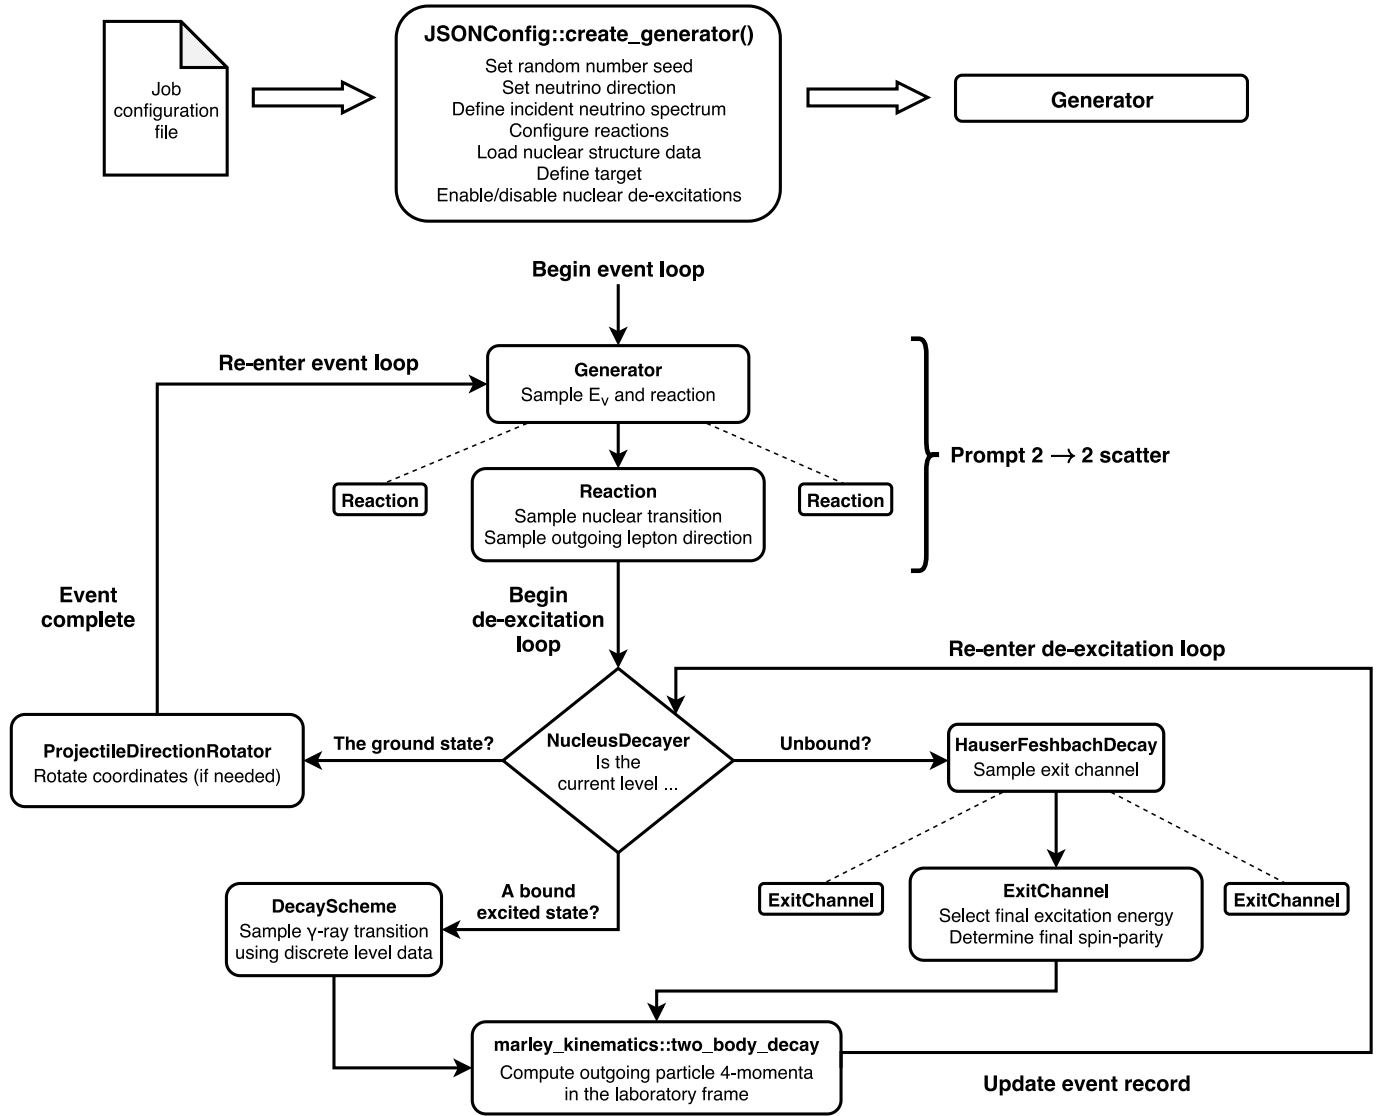 Job
configuration
file
JSONConfig::create_generator()
Set random number seed
Set neutrino direction
Define incident neutrino spectrum
Configure reactions
Load nuclear structure data
Define target
Enable/disable nuclear de-excitations
Generator
Begin event loop
Re-enter event loop
Generator
Sample Eν and reaction
Prompt 2 → 2 scatter
Reaction
Reaction
Sample nuclear transition
Sample outgoing lepton direction
Reaction
Event
complete
Begin
de-excitation
loop
Re-enter de-excitation loop
ProjectileDirectionRotator
Rotate coordinates (if needed)
The ground state?
NucleusDecayer
Is the
current level ...
Unbound?
HauserFeshbachDecay
Sample exit channel
A bound
excited state?
DecayScheme
Sample γ-ray transition
using discrete level data
ExitChannel
ExitChannel
Select final excitation energy
Determine final spin-parity
ExitChannel
marley_kinematics::two_body_decay
Compute outgoing particle 4-momenta
in the laboratory frame
Update event record